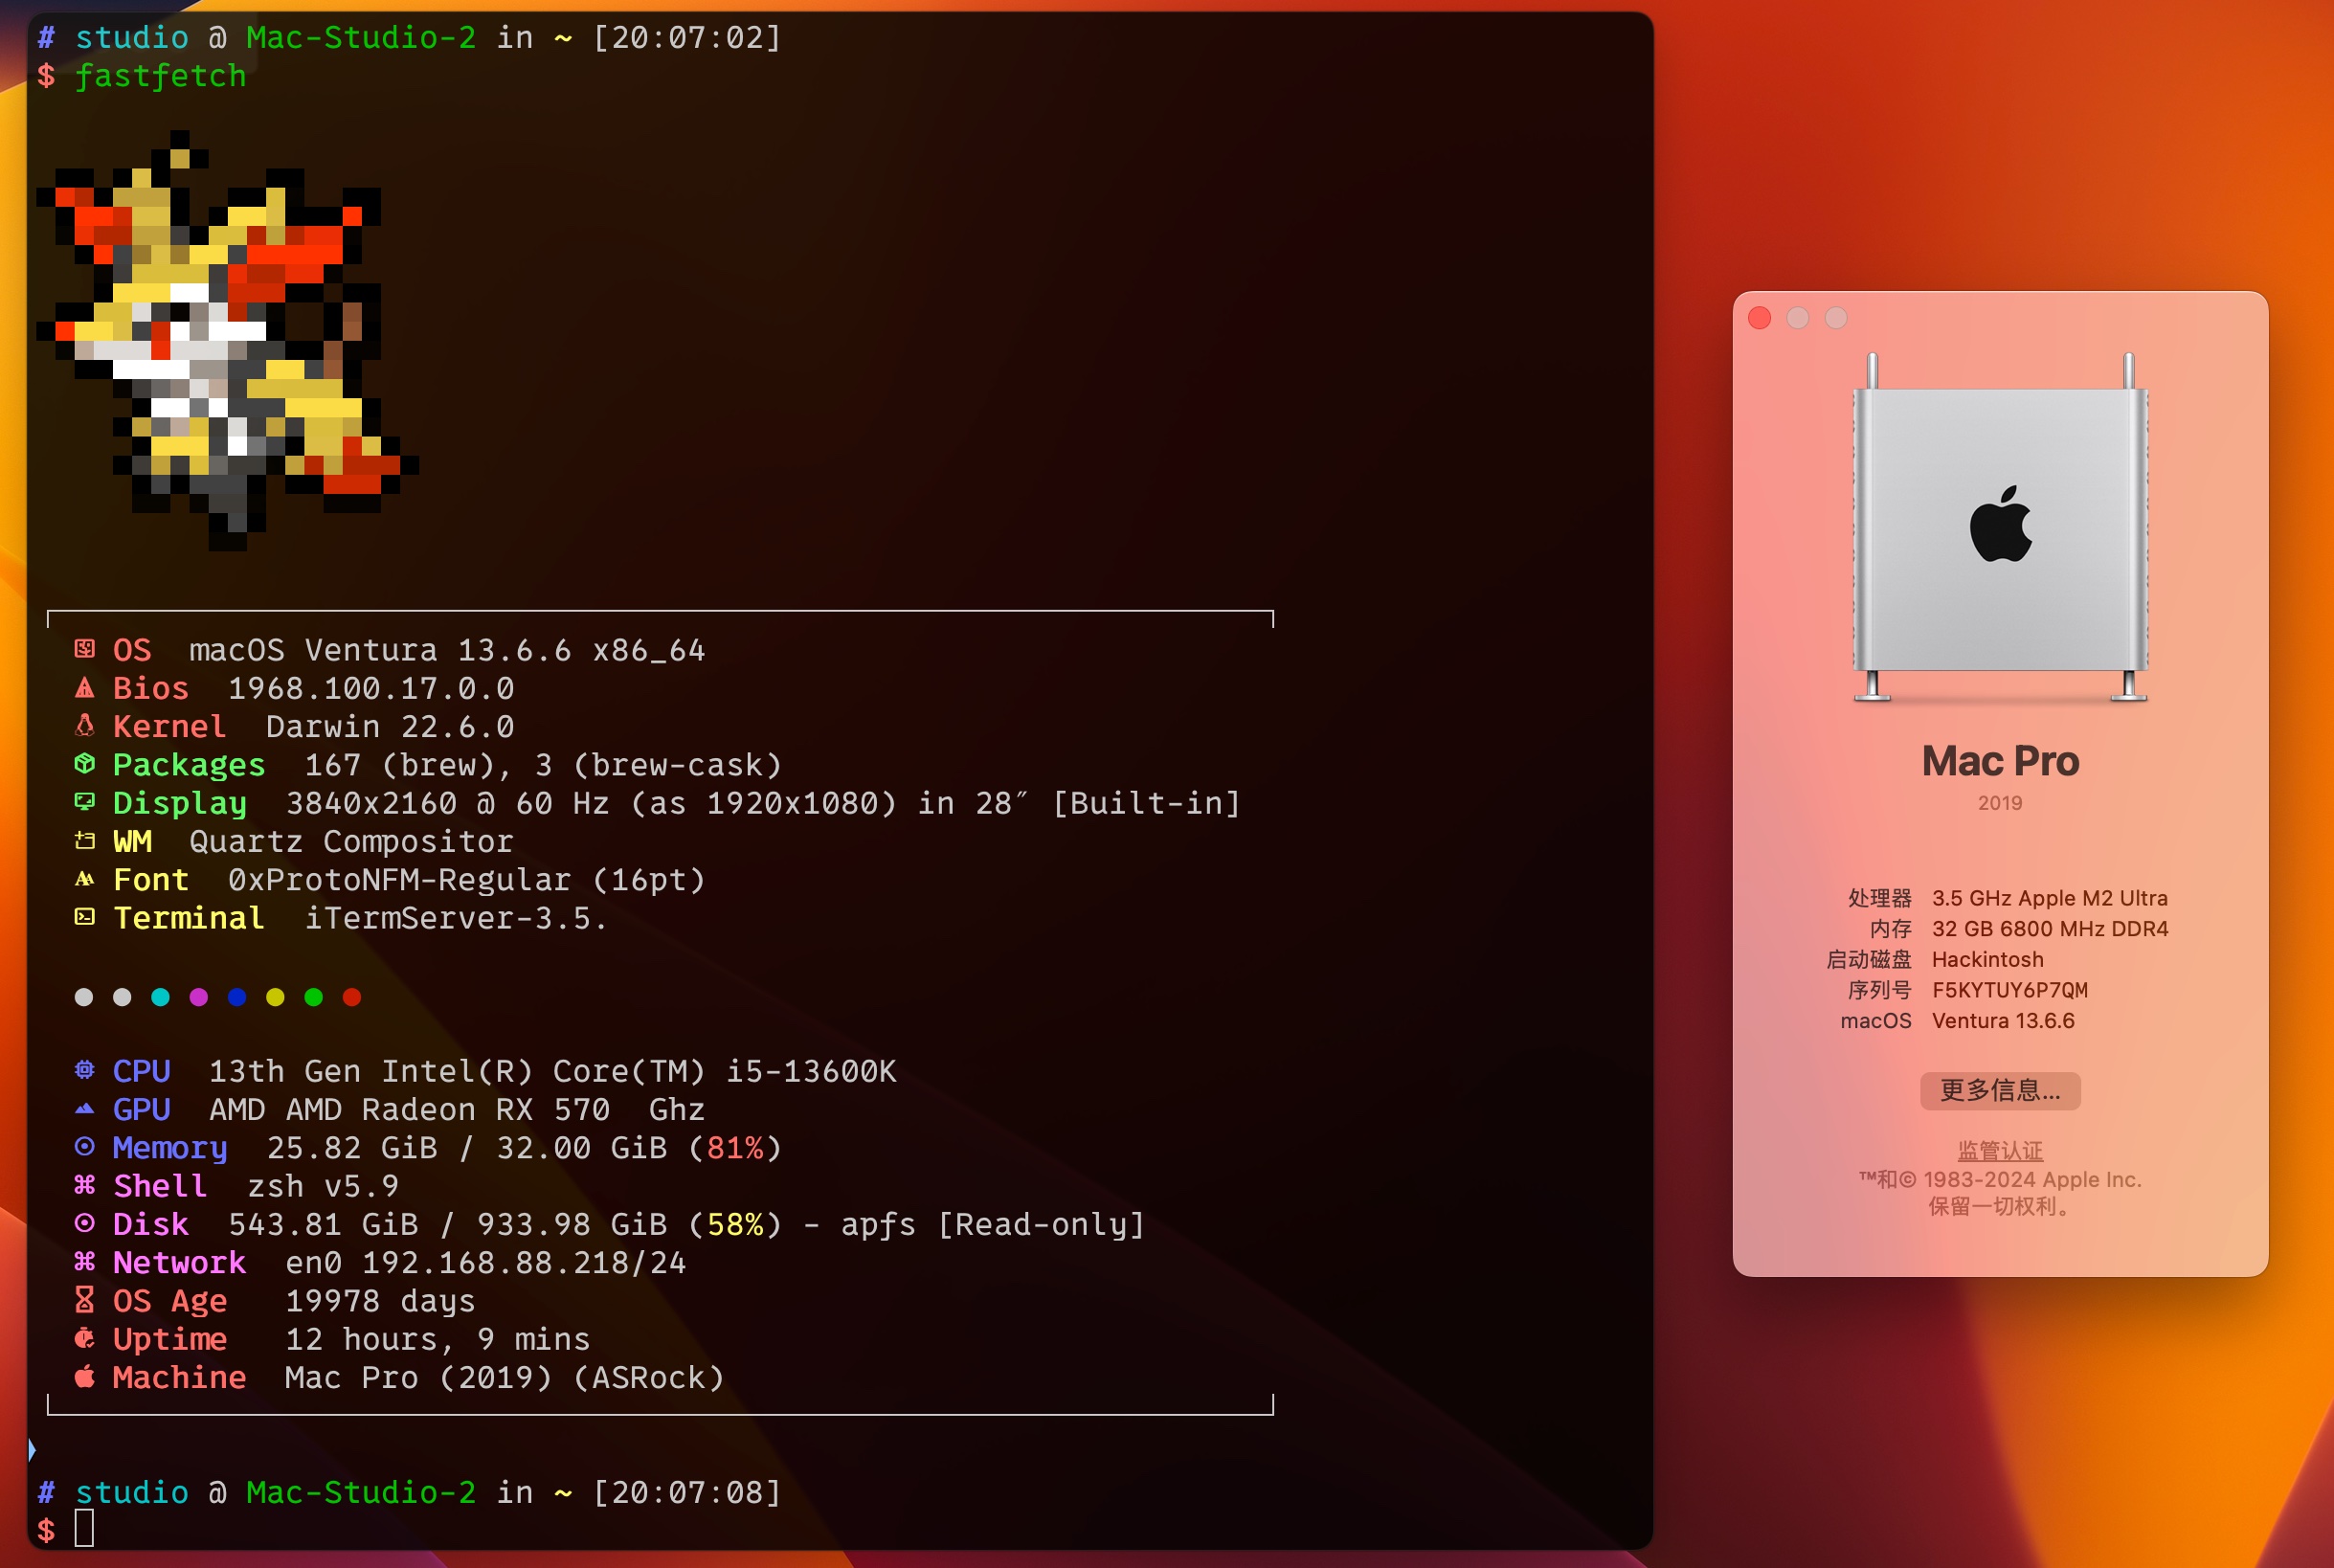 # studio @ Mac-Studio-2 in ~ [20:07:02]
$ fastfetch
OS macOS Ventura 13.6.6 x86_64
Bios 1968.100.17.0.0
Kernel Darwin 22.6.0
Packages 167 (brew), 3 (brew-cask)
Display 3840x2160 @ 60 Hz (as 1920x1080) in 28″ [Built-in]
WM Quartz Compositor
Font 0xProtoNFM-Regular (16pt)
Terminal iTermServer-3.5.
CPU 13th Gen Intel(R) Core(TM) i5-13600K
GPU AMD AMD Radeon RX 570 Ghz
Memory 25.82 GiB / 32.00 GiB (81%)
Shell zsh v5.9
Disk 543.81 GiB / 933.98 GiB (58%) - apfs [Read-only]
Network en0 192.168.88.218/24
OS Age 19978 days
Uptime 12 hours, 9 mins
Machine Mac Pro (2019) (ASRock)
# studio @ Mac-Studio-2 in ~ [20:07:08]
$
Mac Pro
2019
处理器 3.5 GHz Apple M2 Ultra
内存 32 GB 6800 MHz DDR4
启动磁盘 Hackintosh
序列号 F5KYTUY6P7QM
macOS Ventura 13.6.6
更多信息...
监管认证
™和© 1983-2024 Apple Inc.
保留一切权利。